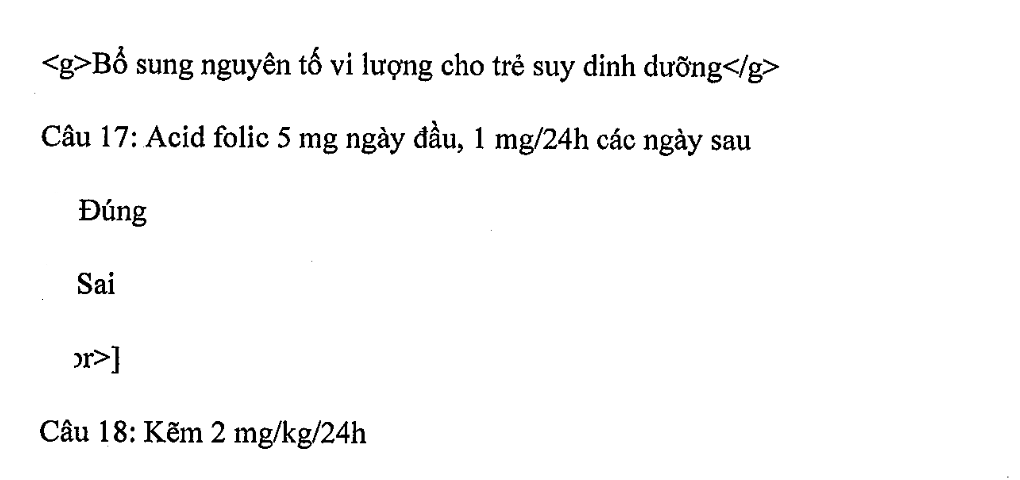 <g>Bổ sung nguyên tố vi lượng cho trẻ suy dinh dưỡng</g>
Câu 17: Acid folic 5 mg ngày đầu, 1 mg/24h các ngày sau
Đúng
Sai
r>]
Câu 18: Kẽm 2 mg/kg/24h